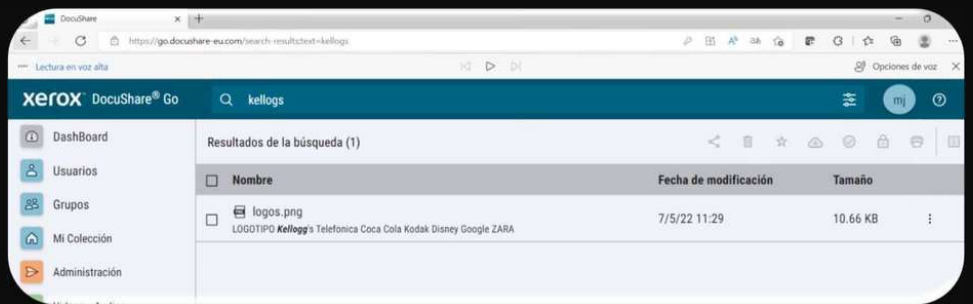 DocuShare
https://go.docushare-eu.com/search-results;text=kellogs
Lectura en voz alta
Opciones de voz
xerox™ DocuShare® Go
kellogs
mj
DashBoard
Usuarios
Grupos
Mi Colección
Administración
Resultados de la búsqueda (1)
Nombre Fecha de modificación Tamaño
logos.png 7/5/22 11:29 10.66 KB
LOGOTIPO Kellogg's Telefonica Coca Cola Kodak Disney Google ZARA